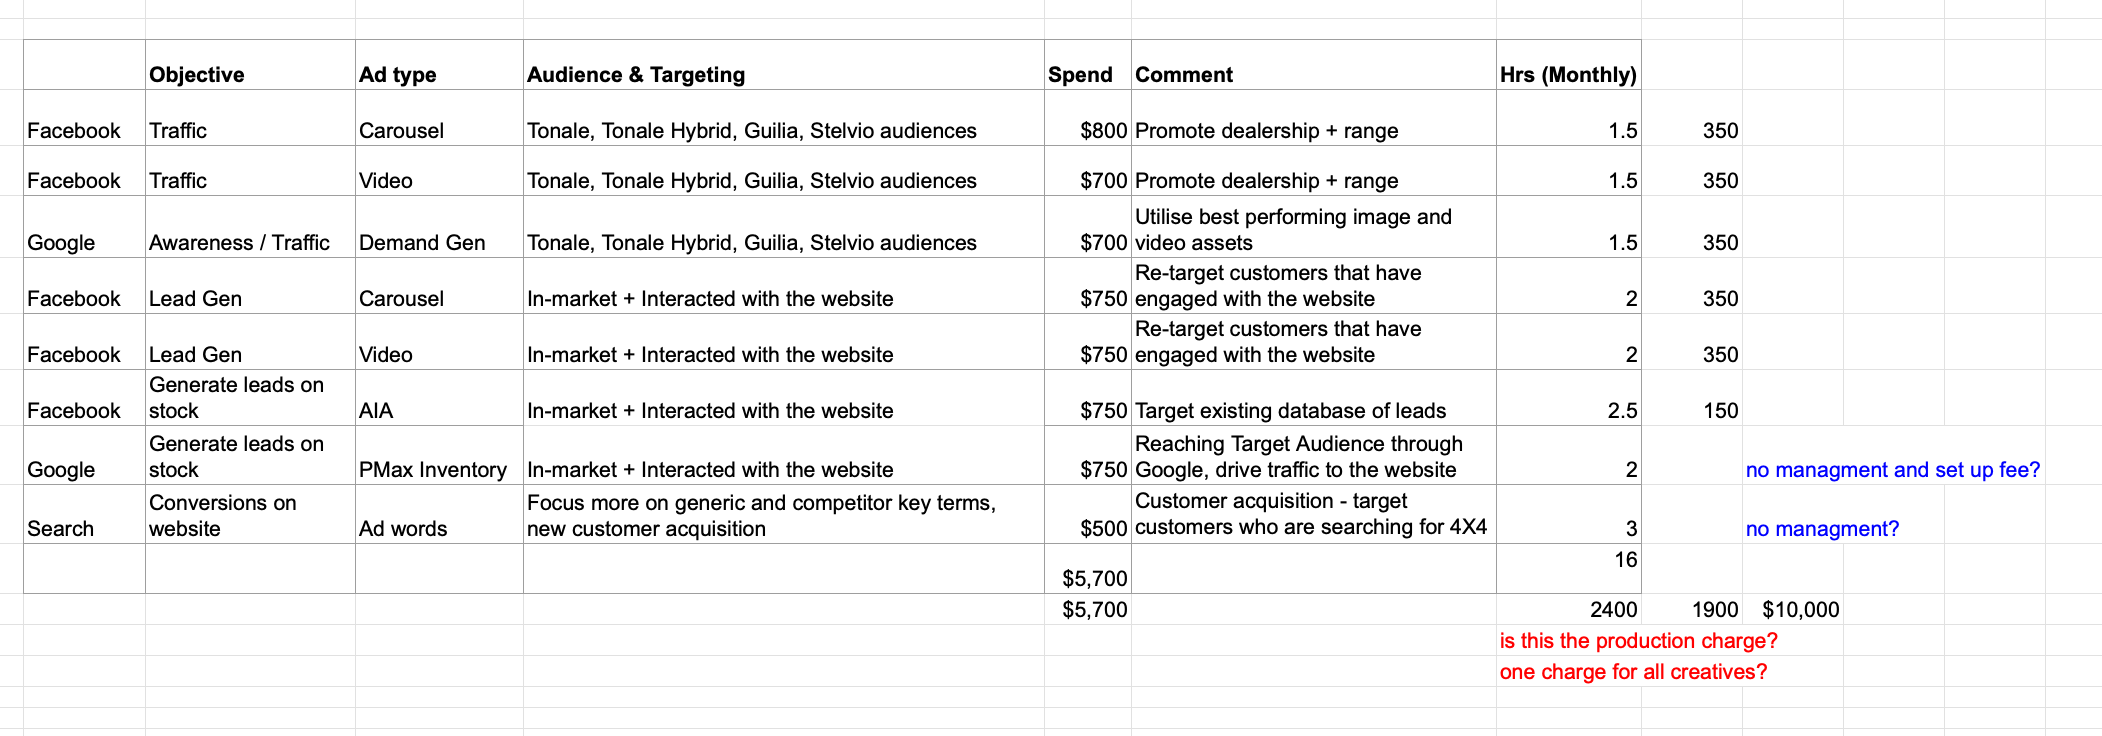 Objective Ad type Audience & Targeting Spend Comment Hrs (Monthly)
Facebook Traffic Carousel Tonale, Tonale Hybrid, Guilia, Stelvio audiences $800 Promote dealership + range 1.5 350
Facebook Traffic Video Tonale, Tonale Hybrid, Guilia, Stelvio audiences $700 Promote dealership + range 1.5 350
Utilise best performing image and
Google Awareness / Traffic Demand Gen Tonale, Tonale Hybrid, Guilia, Stelvio audiences $700 video assets 1.5 350
Re-target customers that have
Facebook Lead Gen Carousel In-market + Interacted with the website $750 engaged with the website 2 350
Re-target customers that have
Facebook Lead Gen Video In-market + Interacted with the website $750 engaged with the website 2 350
Generate leads on
Facebook stock AIA In-market + Interacted with the website $750 Target existing database of leads 2.5 150
Generate leads on Reaching Target Audience through
Google stock PMax Inventory In-market + Interacted with the website $750 Google, drive traffic to the website 2 no managment and set up fee?
Conversions on Focus more on generic and competitor key terms, Customer acquisition - target
Search website Ad words new customer acquisition $500 customers who are searching for 4X4 3 no managment?
16
$5,700
$5,700 2400 1900 $10,000
is this the production charge?
one charge for all creatives?